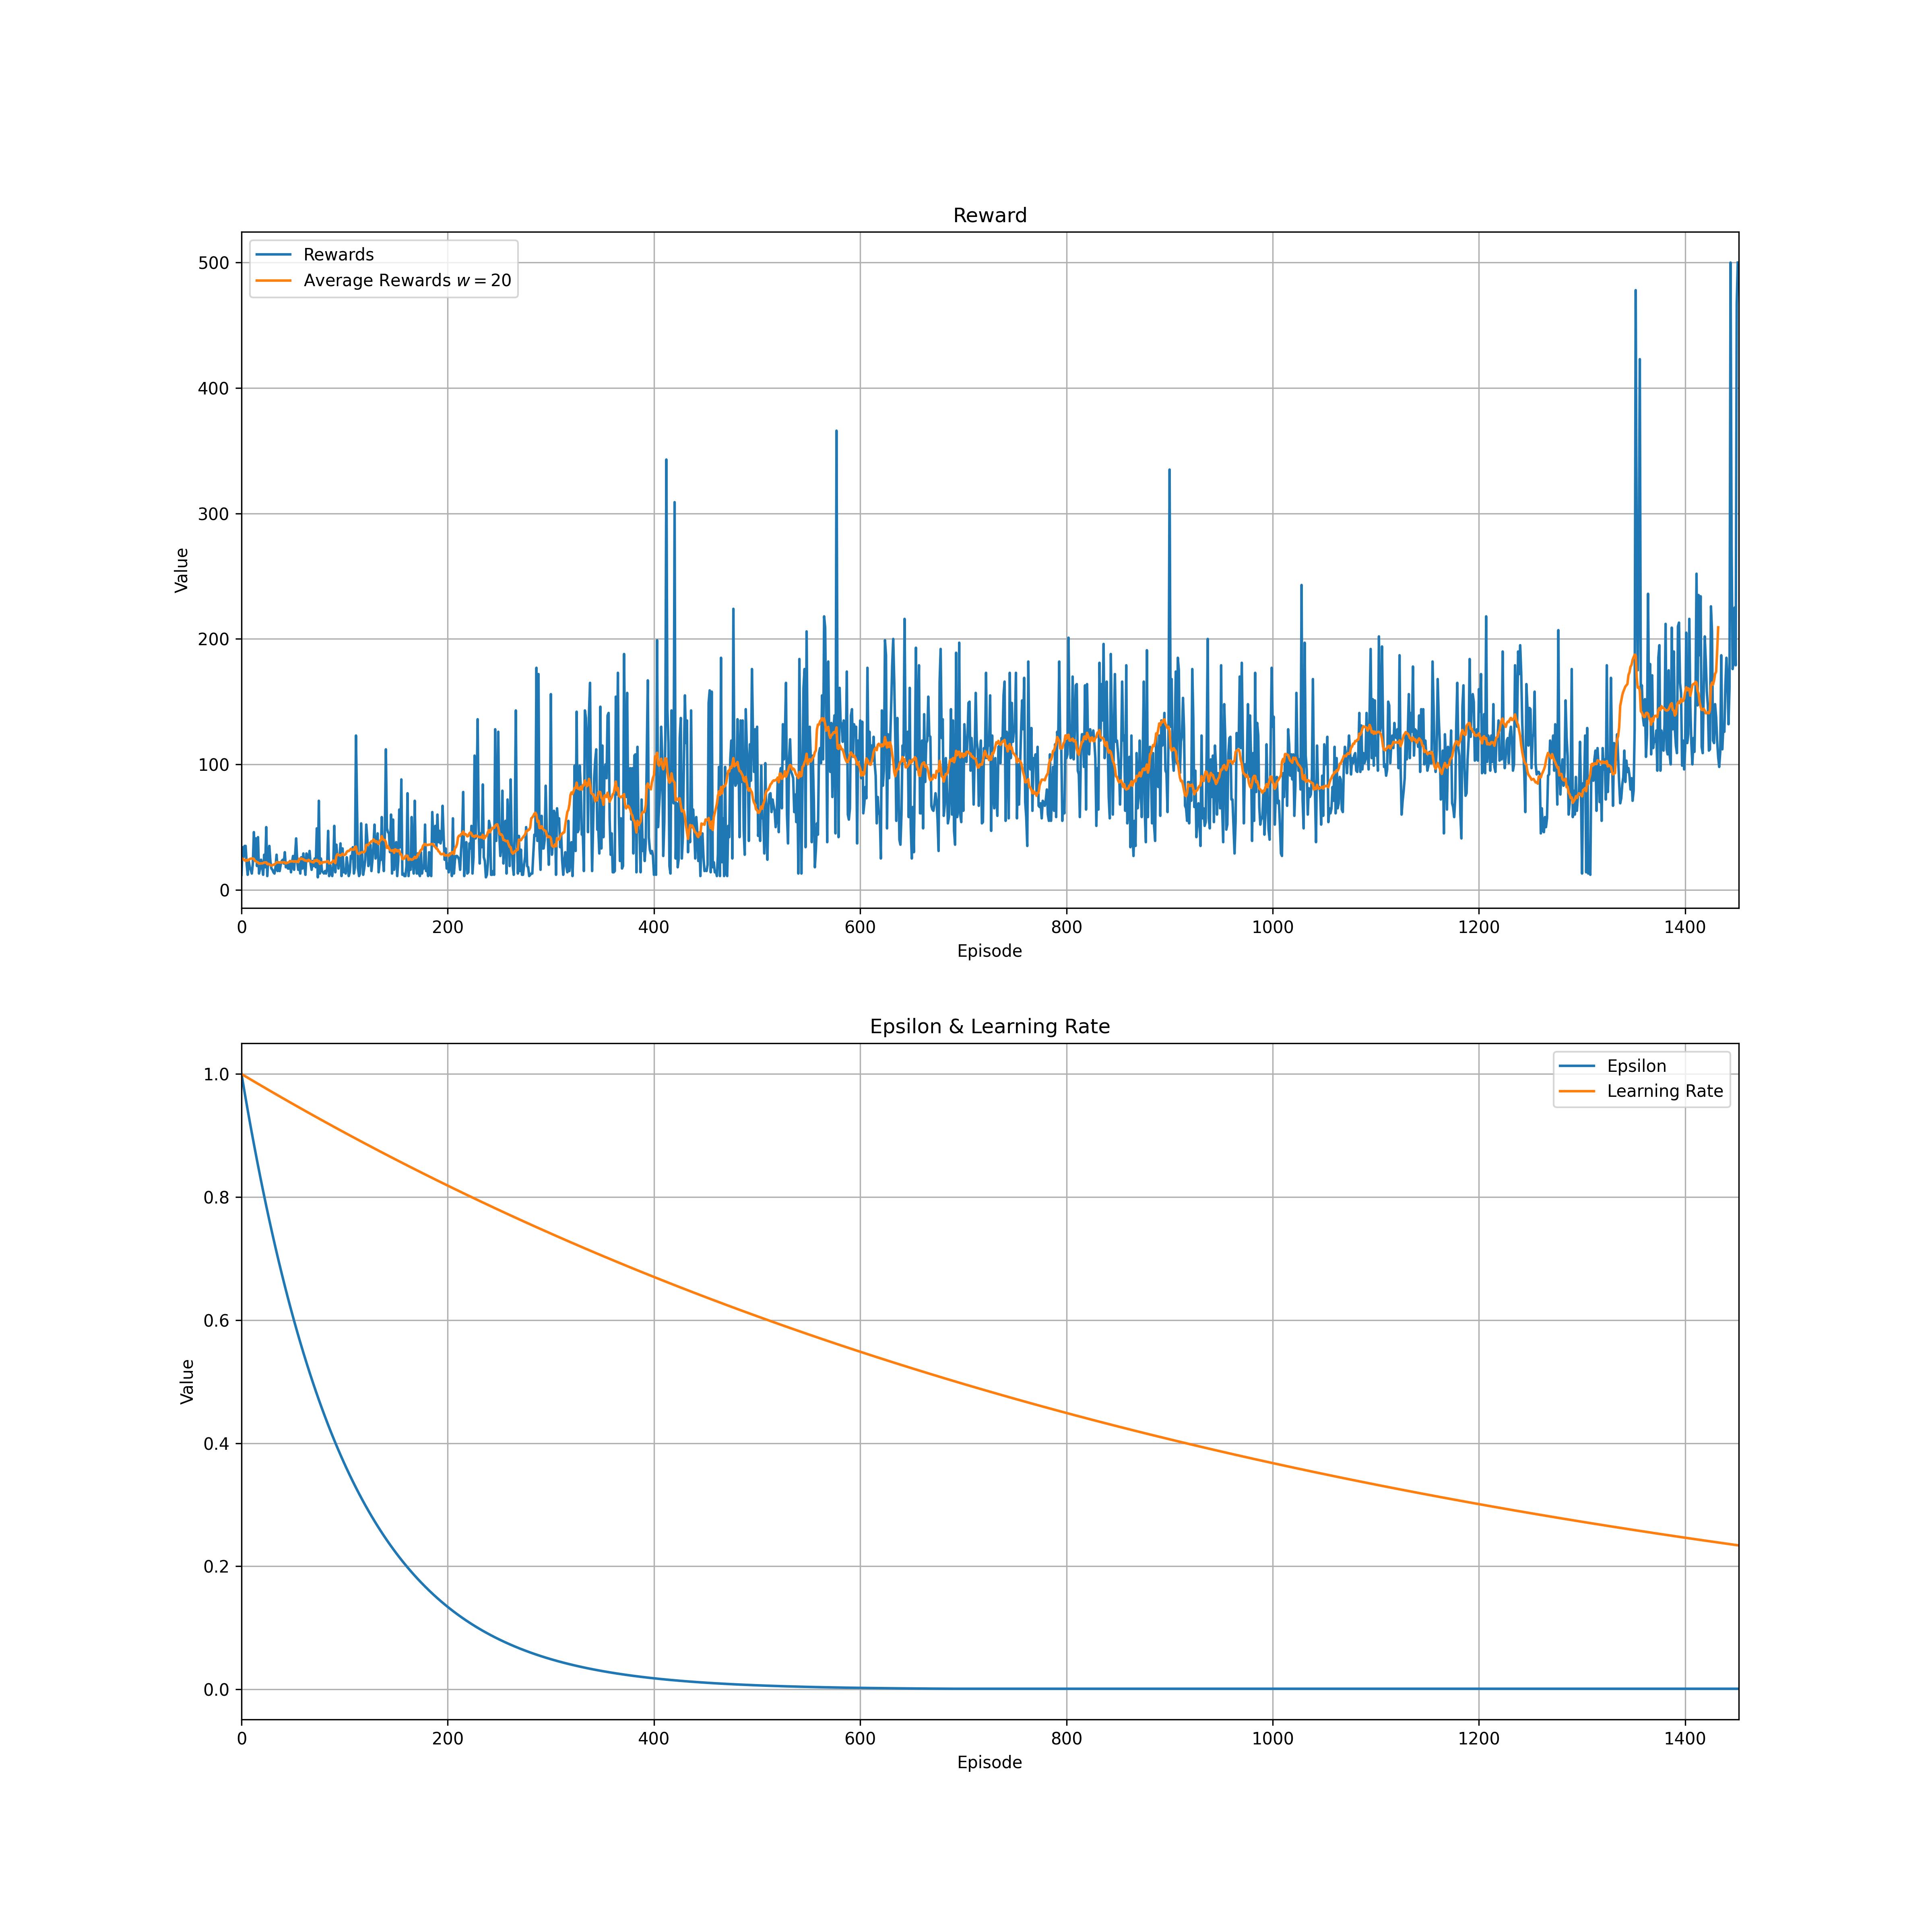 Reward
Rewards
Average Rewards w = 20
500
400
300
200
100
0
Value
0 200 400 600 800 1000 1200 1400
Episode
Epsilon & Learning Rate
Epsilon
Learning Rate
1.0
0.8
0.6
0.4
0.2
0.0
Value
0 200 400 600 800 1000 1200 1400
Episode